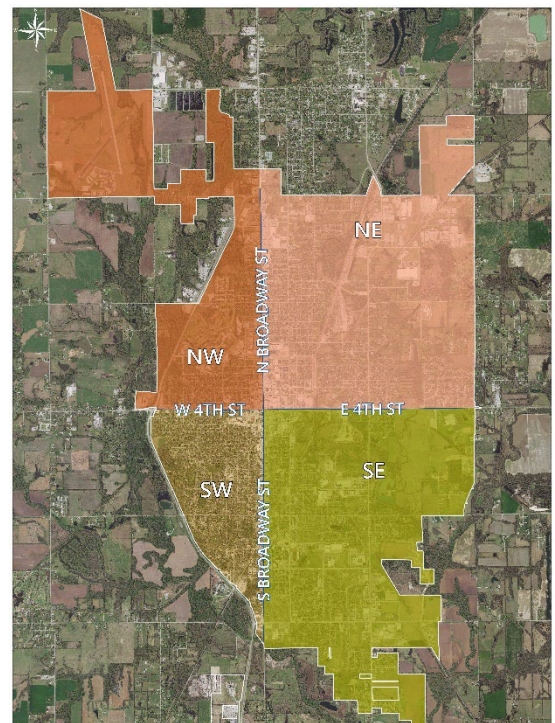 NE
N BROADWAY ST
NW
W 4TH ST
E 4TH ST
SW
SE
S BROADWAY ST